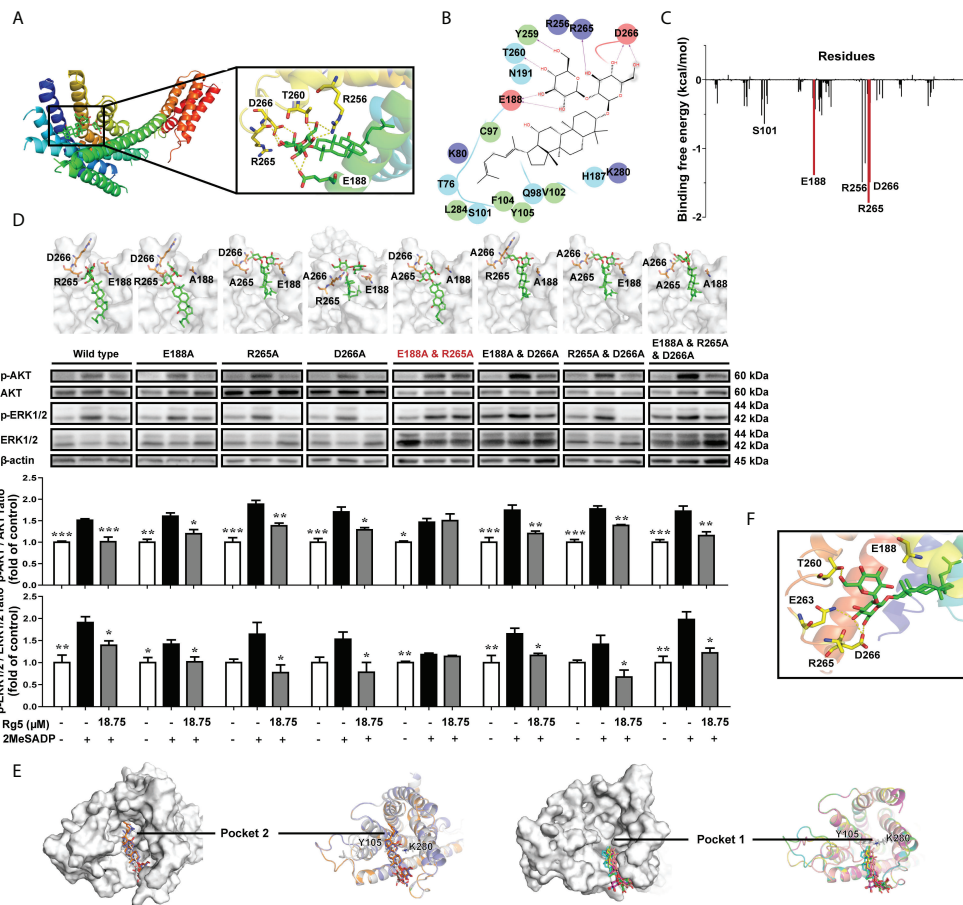 A
D266
T260
R256
R265
E188
B
Y259
R256
R265
D266
T260
N191
E188
C97
K80
T76
L284
S101
F104
Y105
Q98
V102
H187
K280
C
Residues
Binding free energy (kcal/mol)
0
-1
-2
S101
E188
R256
D266
R265
D
D266
R265
E188
D266
R265
A188
D266
A265
E188
A266
R265
E188
D266
A265
A188
A266
R265
A188
A266
A265
E188
A266
A265
A188
Wild type
E188A
R265A
D266A
E188A & R265A
E188A & D266A
R265A & D266A
E188A & R265A
& D266A
p-AKT
60 kDa
AKT
60 kDa
p-ERK1/2
44 kDa
42 kDa
ERK1/2
44 kDa
42 kDa
β-actin
45 kDa
p-AKT / AKT ratio
(fold of control)
2.5
2.0
1.5
1.0
0.5
0.0
*** *** ** * *** ** *** * * *** ** *** ** *** **
p-ERK1/2 / ERK1/2 ratio
(fold of control)
2.5
2.0
1.5
1.0
0.5
0.0
** * * * * * ** ** * * ** *
Rg5 (μM) - - 18.75 - - 18.75 - - 18.75 - - 18.75 - - 18.75 - - 18.75 - - 18.75 - - 18.75
2MeSADP - + + - + + - + + - + + - + + - + + - + + - + +
E
Pocket 2
Y105
K280
Pocket 1
Y105
K280
F
E188
T260
E263
R265
D266